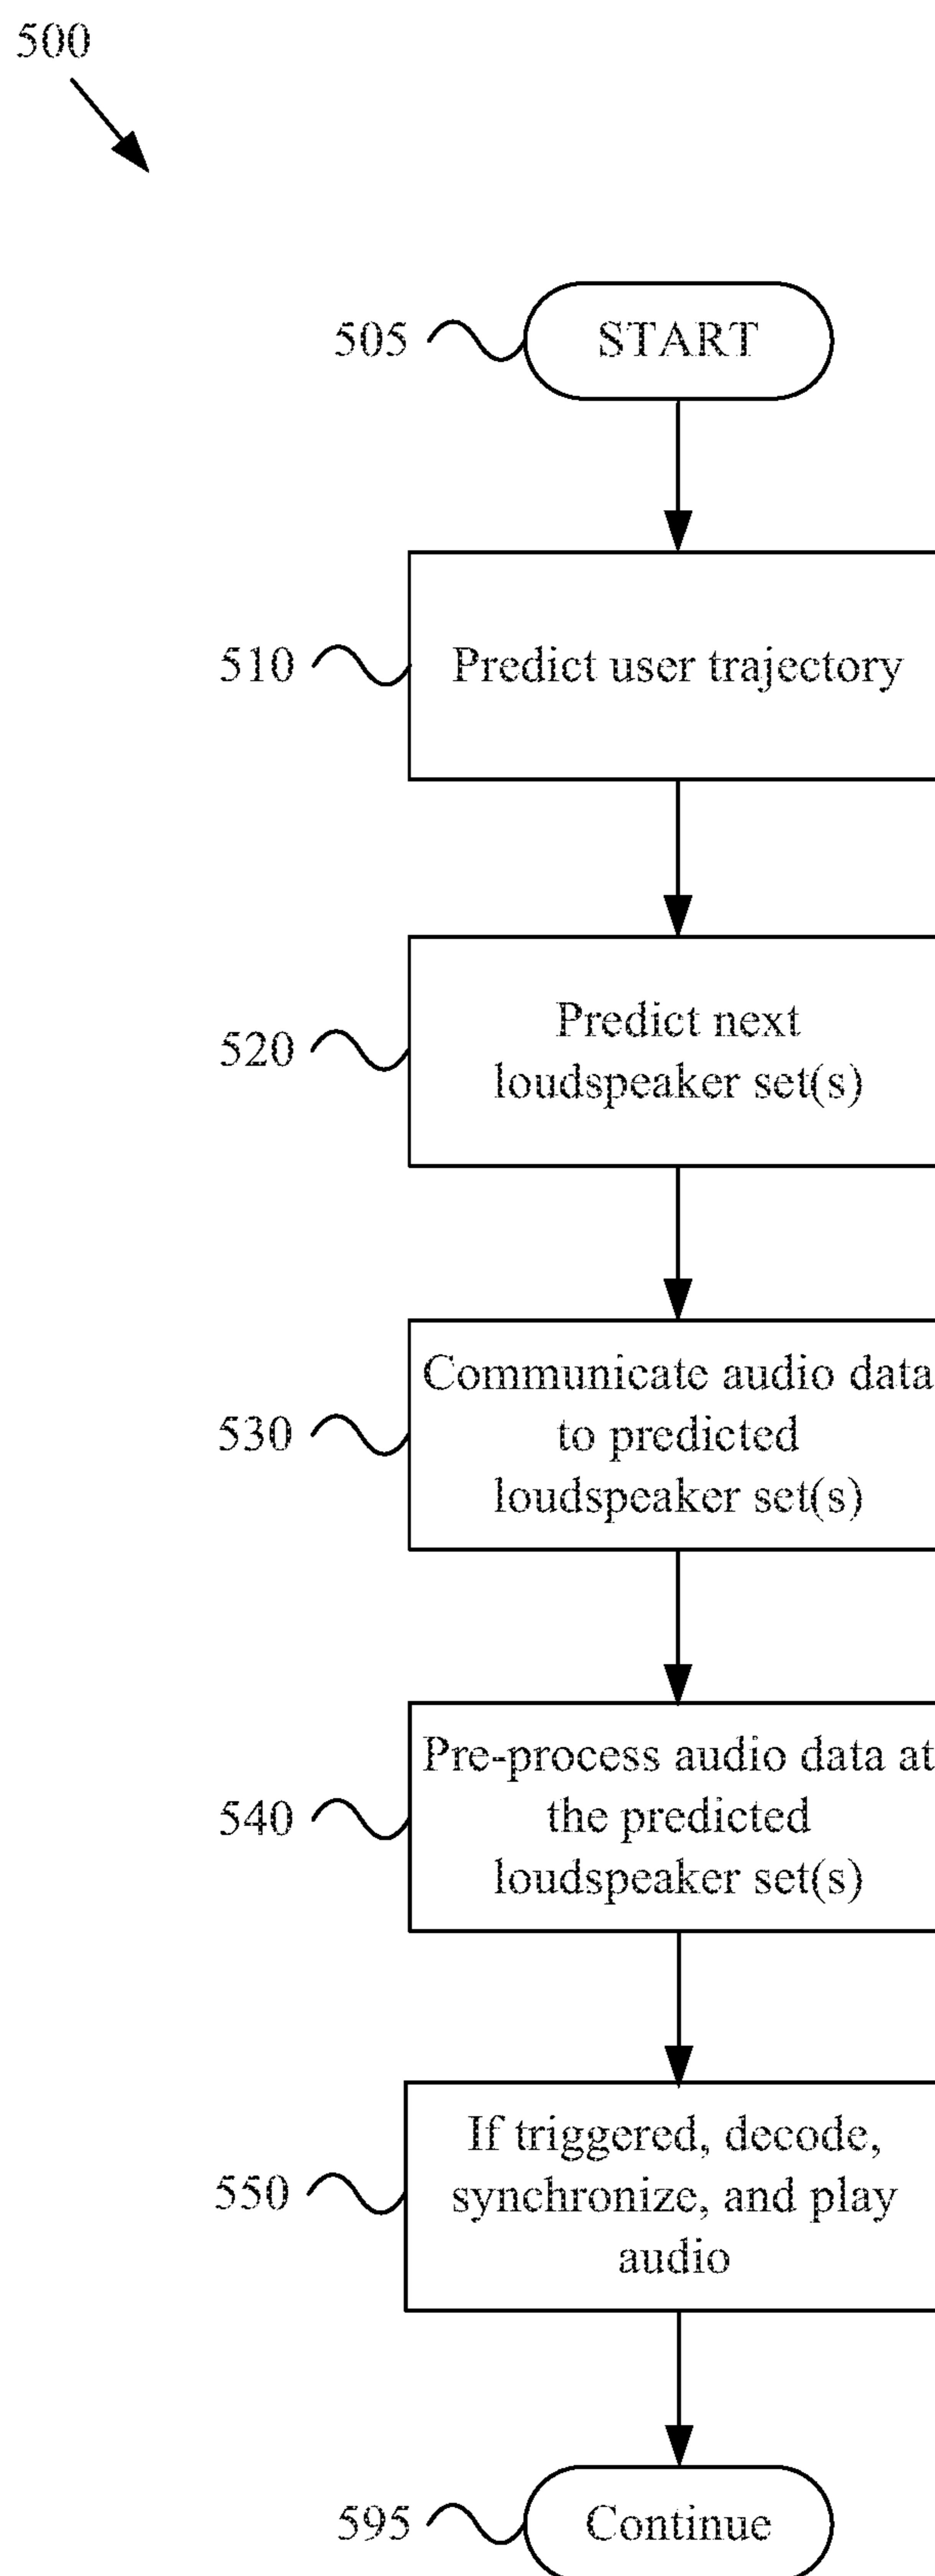 500
505
START
510
Predict user trajectory
520
Predict next
loudspeaker set(s)
530
Communicate audio data
to predicted
loudspeaker set(s)
540
Pre-process audio data at
the predicted
loudspeaker set(s)
550
If triggered, decode,
synchronize, and play
audio
595
Continue